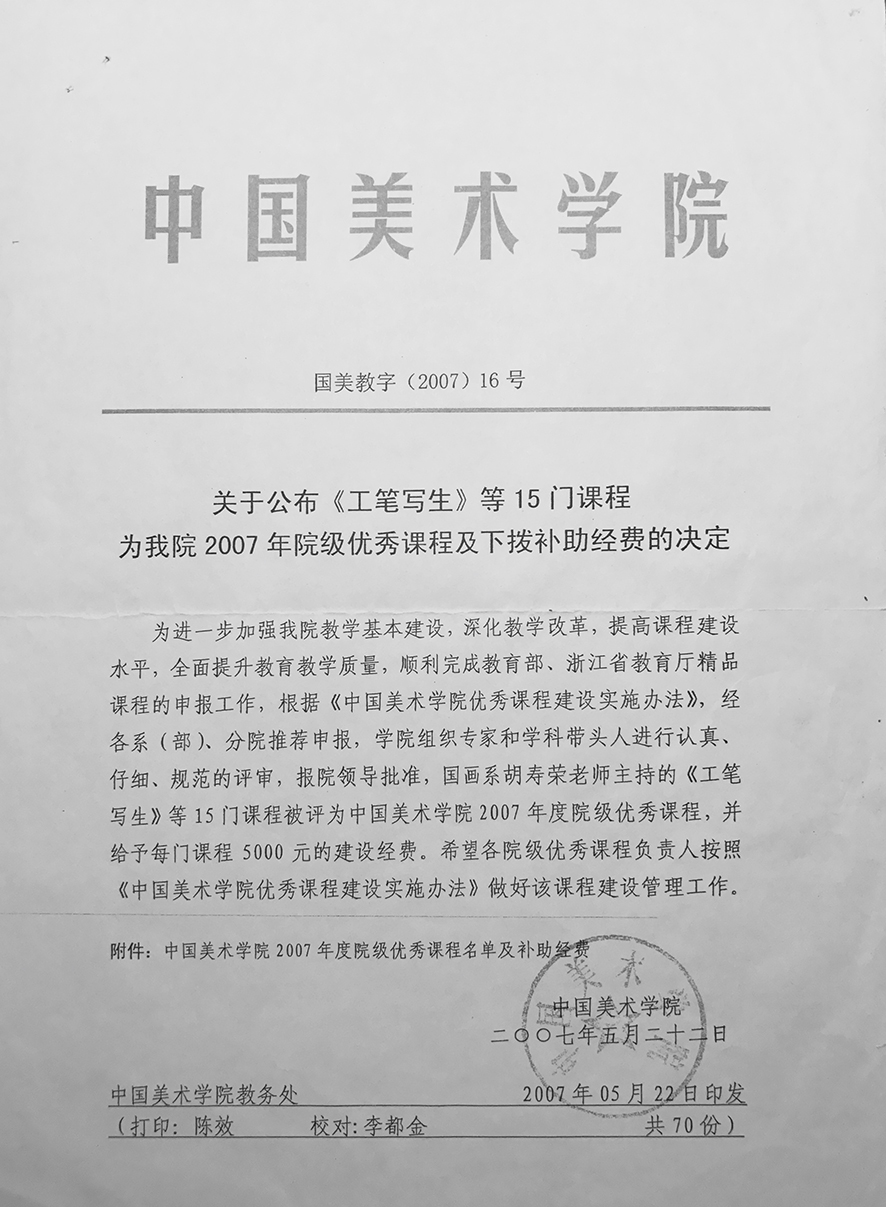 中国美术学院
国美教字（2007）16号
关于公布《工笔写生》等15门课程
为我院2007年院级优秀课程及下拨补助经费的决定
为进一步加强我院教学基本建设，深化教学改革，提高课程建设
水平，全面提升教育教学质量，顺利完成教育部、浙江省教育厅精品
课程的申报工作，根据《中国美术学院优秀课程建设实施办法》，经
各系（部）、分院推荐申报，学院组织专家和学科带头人进行认真、
仔细、规范的评审，报院领导批准，国画系胡寿荣老师主持的《工笔
写生》等15门课程被评为中国美术学院2007年度院级优秀课程，并
给予每门课程5000元的建设经费。希望各院级优秀课程负责人按照
《中国美术学院优秀课程建设实施办法》做好该课程建设管理工作。
附件：中国美术学院2007年度院级优秀课程名单及补助经费
中国美术学院
二〇〇七年五月二十二日
中国美术学院教务处 2007年05月22日印发
（打印：陈效 校对:李都金 共70份）
中国美术学院